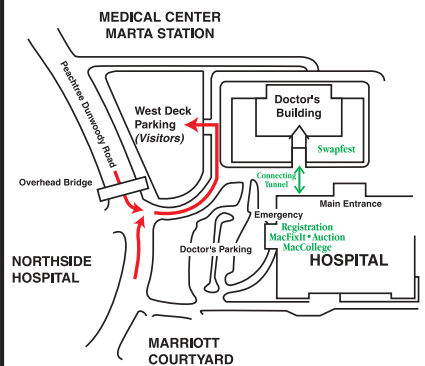 MEDICAL CENTER
MARTA STATION
Peachtree Dunwoody Road
West Deck
Parking
(Visitors)
Doctor's
Building
Swapfest
Connecting
Tunnel
Overhead Bridge
Main Entrance
Emergency
Registration
MacFixIt • Auction
MacCollege
HOSPITAL
Doctor's Parking
NORTHSIDE
HOSPITAL
MARRIOTT
COURTYARD